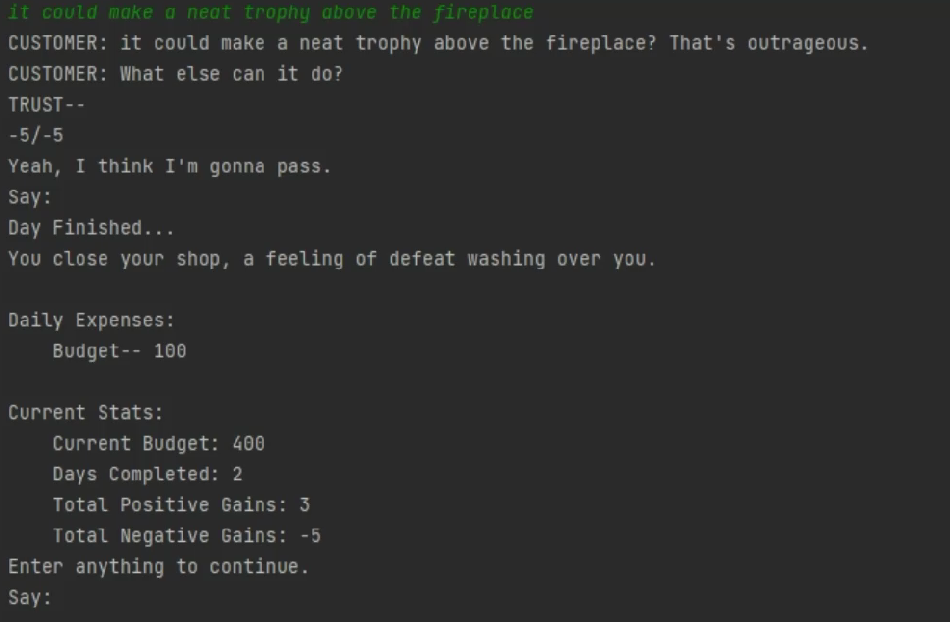 it could make a neat trophy above the fireplace
CUSTOMER: it could make a neat trophy above the fireplace? That's outrageous.
CUSTOMER: What else can it do?
TRUST--
-5/-5
Yeah, I think I'm gonna pass.
Say:
Day Finished...
You close your shop, a feeling of defeat washing over you.
Daily Expenses:
Budget-- 100
Current Stats:
Current Budget: 400
Days Completed: 2
Total Positive Gains: 3
Total Negative Gains: -5
Enter anything to continue.
Say: